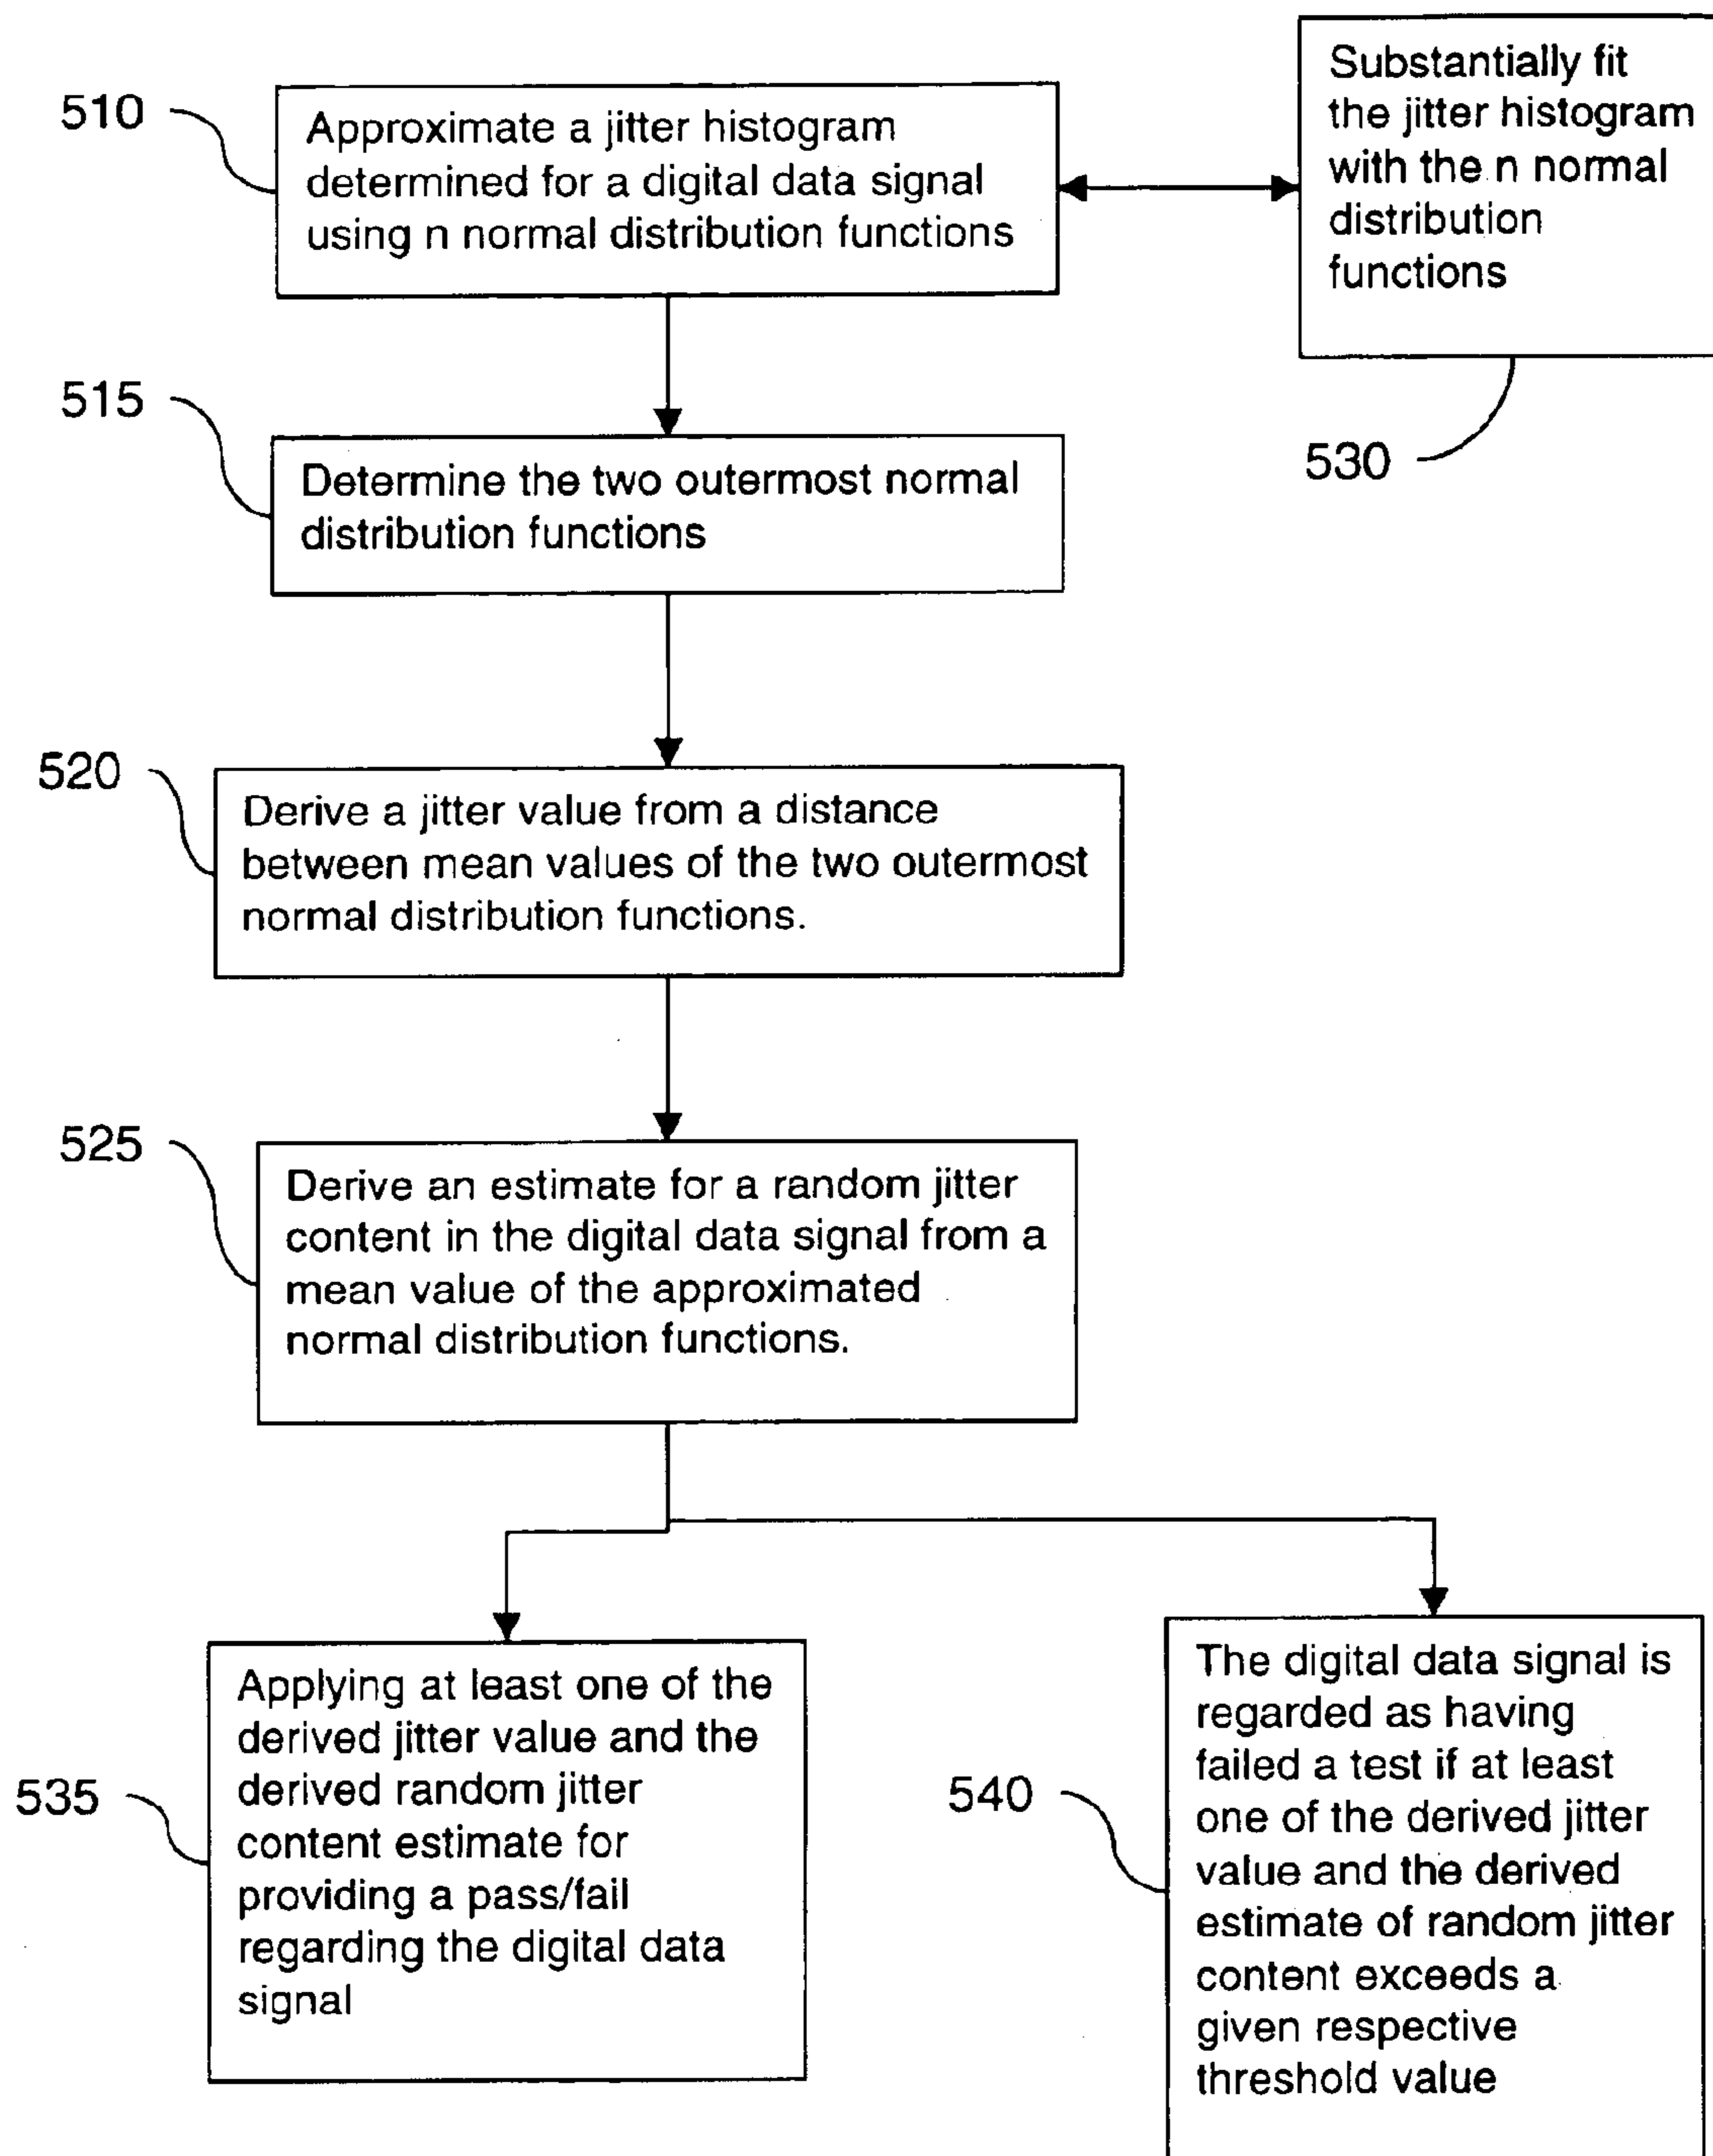 510
Approximate a jitter histogram
determined for a digital data signal
using n normal distribution functions
Substantially fit
the jitter histogram
with the n normal
distribution
functions
530
515
Determine the two outermost normal
distribution functions
520
Derive a jitter value from a distance
between mean values of the two outermost
normal distribution functions.
525
Derive an estimate for a random jitter
content in the digital data signal from a
mean value of the approximated
normal distribution functions.
535
Applying at least one of the
derived jitter value and the
derived random jitter
content estimate for
providing a pass/fail
regarding the digital data
signal
540
The digital data signal is
regarded as having
failed a test if at least
one of the derived jitter
value and the derived
estimate of random jitter
content exceeds a
given respective
threshold value